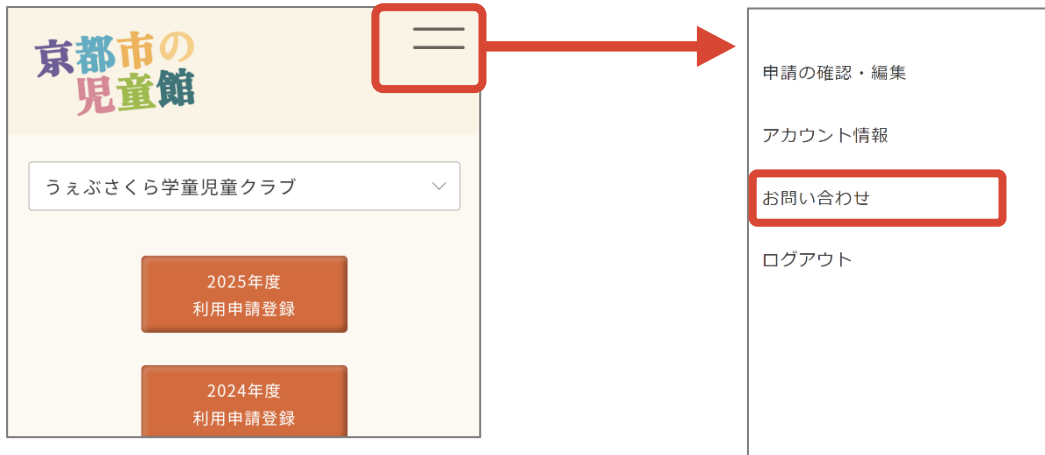 京都市の
児童館
うぇぶさくら学童児童クラブ
2025年度
利用申請登録
2024年度
利用申請登録
申請の確認・編集
アカウント情報
お問い合わせ
ログアウト